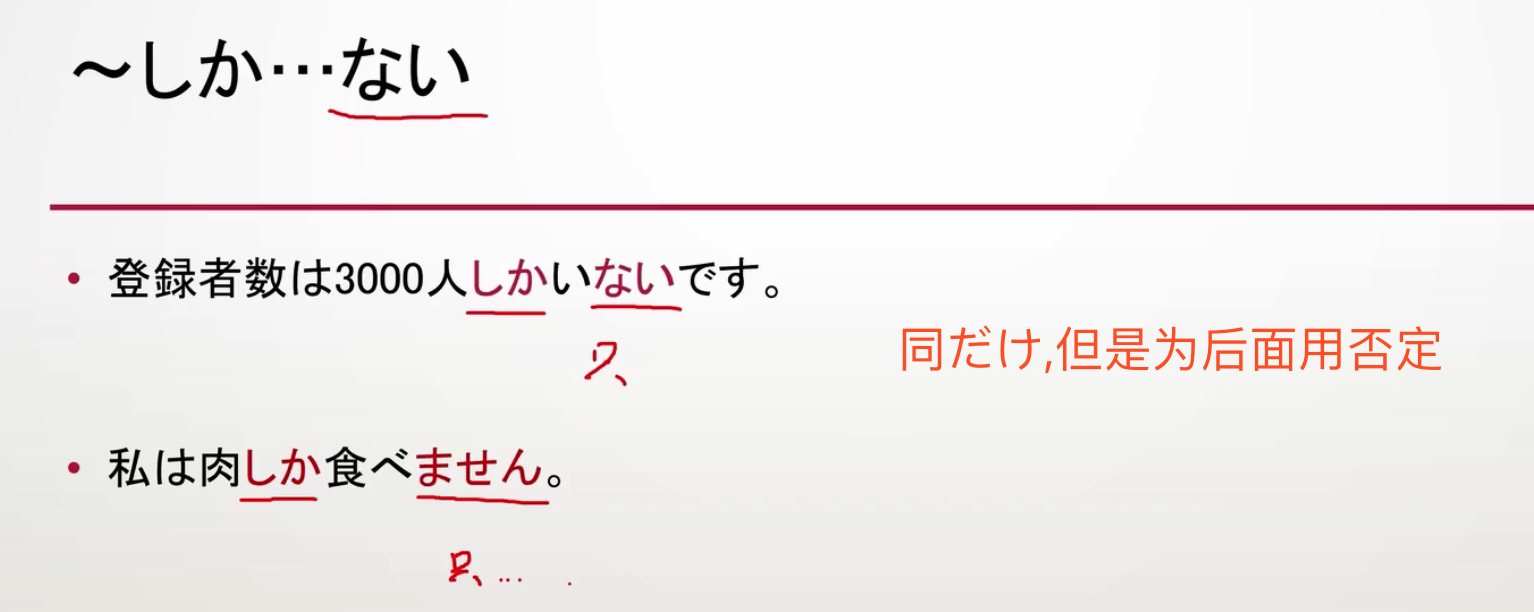 ～しか…ない
• 登録者数は3000人しかいないです。
同だけ,但是为后面用否定
只
• 私は肉しか食べません。
只...